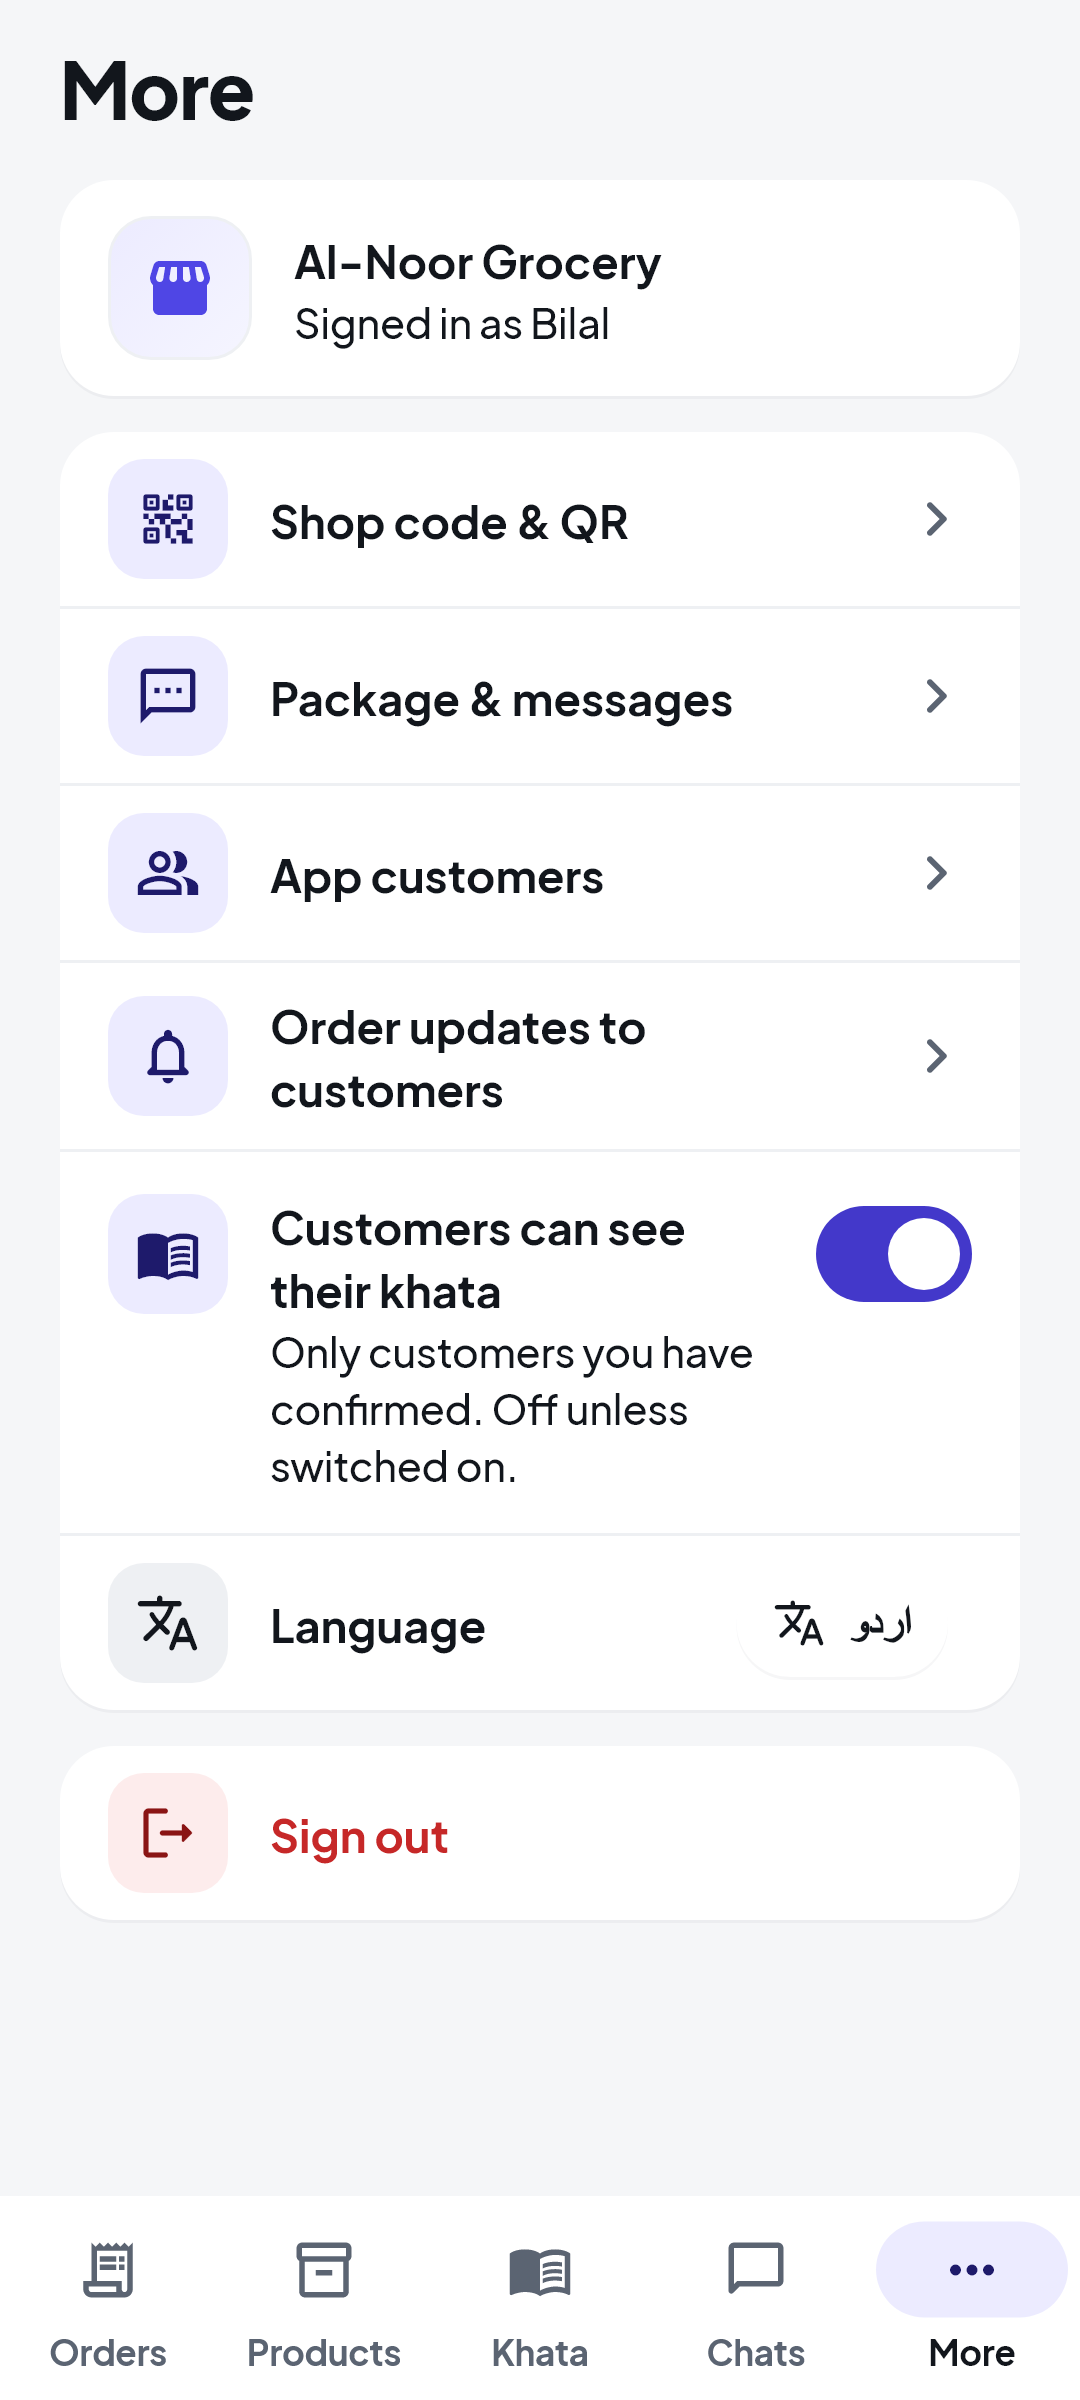 More
Al-Noor Grocery
Signed in as Bilal
Shop code & QR
Package & messages
App customers
Order updates to
customers
Customers can see
their khata
Only customers you have
confirmed. Off unless
switched on.
Language
اردو
Sign out
Orders
Products
Khata
Chats
More